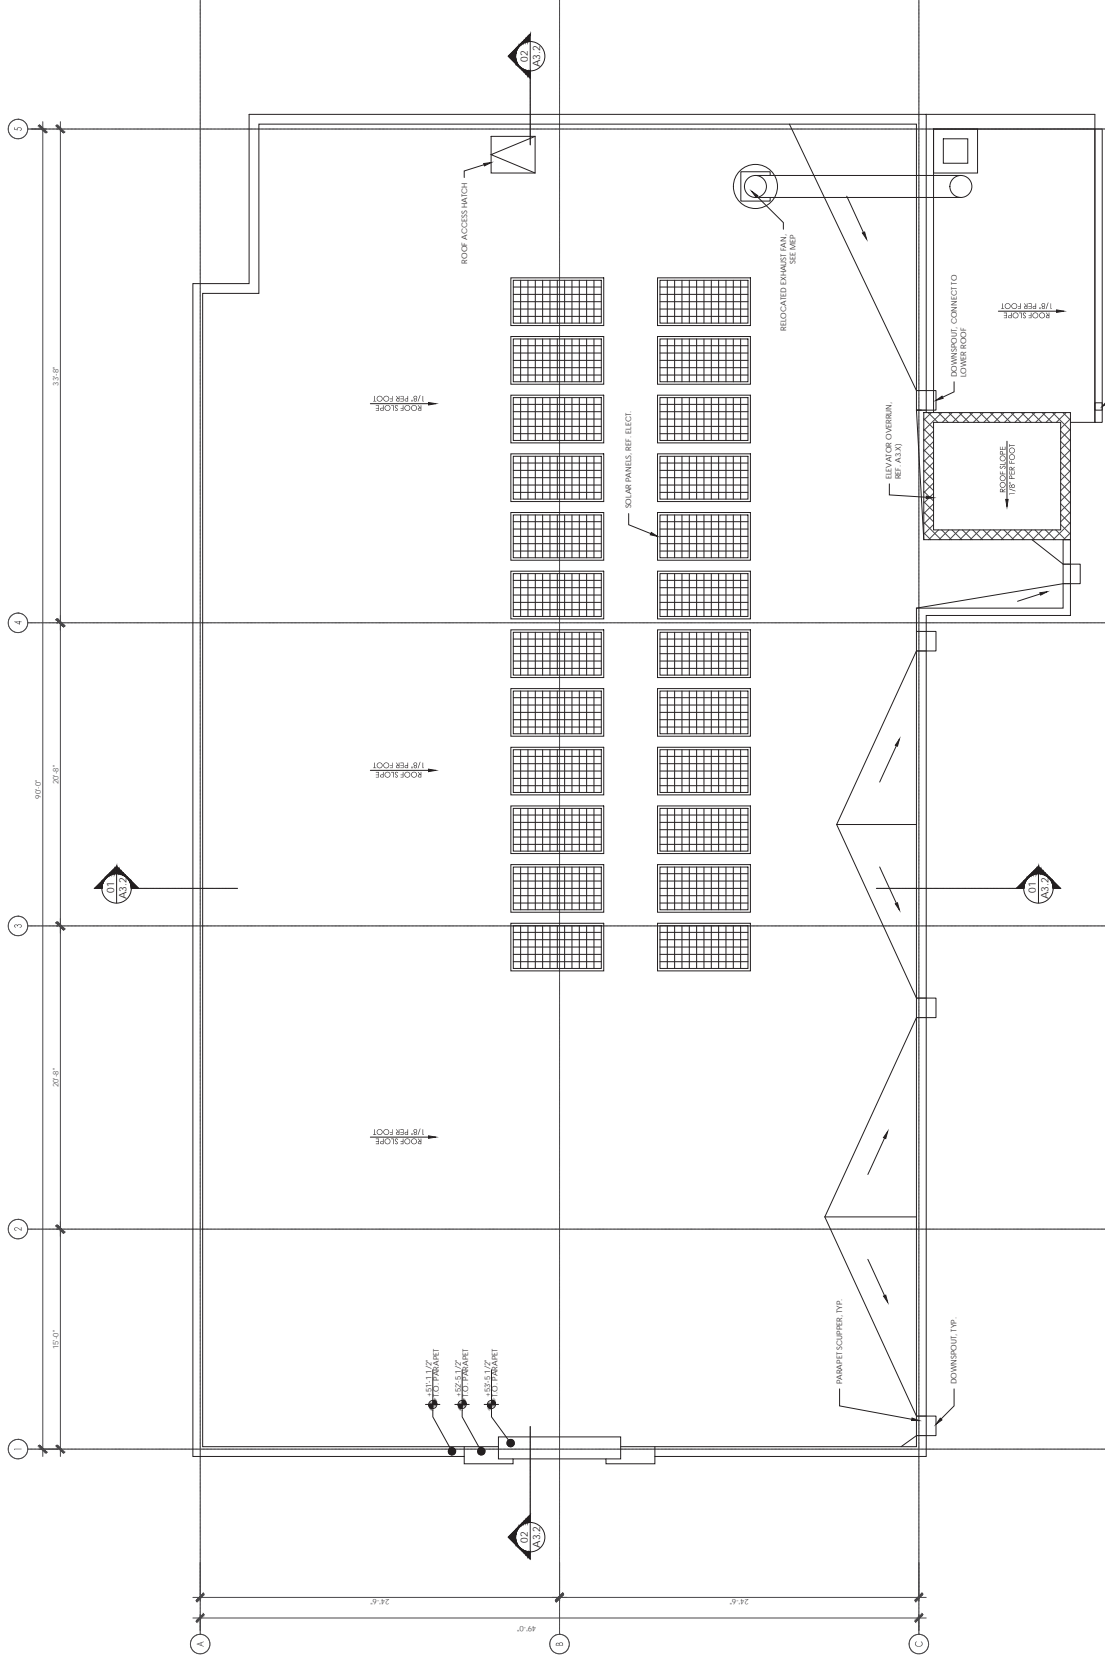 5
90'-0"
33'-8"
20'-8"
20'-8"
15'-0"
4
3
2
1
A
B
C
24'-6"
24'-6"
49'-0"
02
A3.2
ROOF ACCESS HATCH
RELOCATED EXHAUST FAN,
SEE MEP
ROOF SLOPE
1/8" PER FOOT
ROOF SLOPE
1/8" PER FOOT
ROOF SLOPE
1/8" PER FOOT
SOLAR PANELS, REF. ELECT.
DOWNSPOUT, CONNECT TO
LOWER ROOF
ROOF SLOPE
1/8" PER FOOT
ELEVATOR OVERRUN,
REF. A3.X)
ROOF SLOPE
1/8" PER FOOT
01
A3.2
01
A3.2
+51'-1 1/2"
T.O. PARAPET
+52'-5 1/2"
T.O. PARAPET
+53'-5 1/2"
T.O. PARAPET
PARAPET SCUPPER, TYP.
DOWNSPOUT, TYP.
02
A3.2